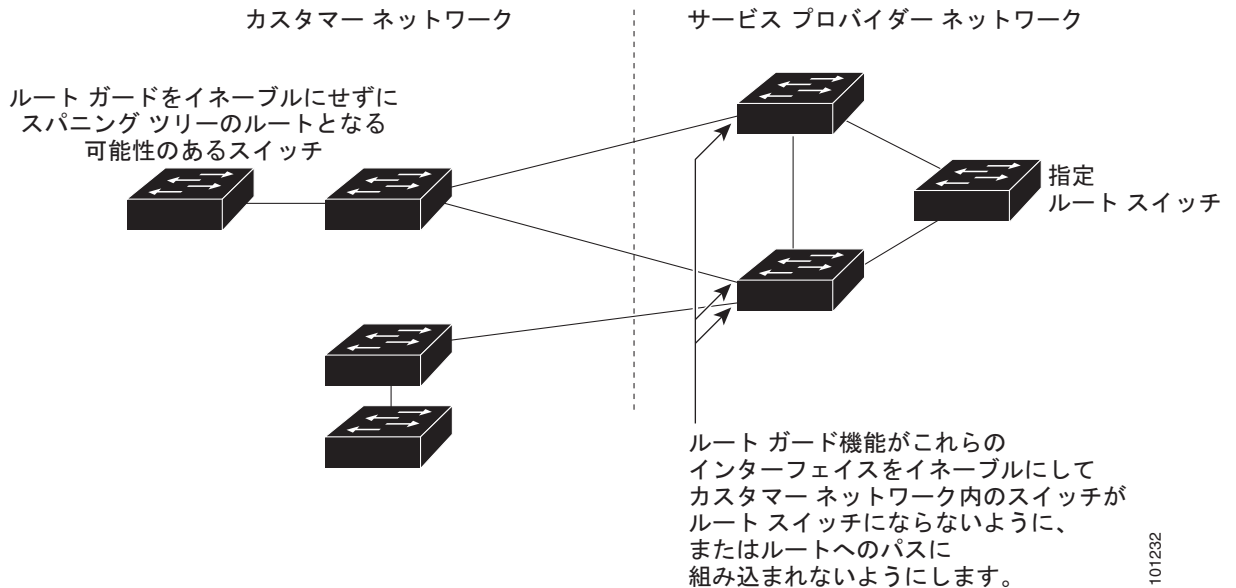 カスタマー ネットワーク
サービス プロバイダー ネットワーク
ルート ガードをイネーブルにせずに
スパニング ツリーのルートとなる
可能性のあるスイッチ
指定
ルート スイッチ
ルート ガード機能がこれらの
インターフェイスをイネーブルにして
カスタマー ネットワーク内のスイッチが
ルート スイッチにならないように、
またはルートへのパスに
組み込まれないようにします。
101232